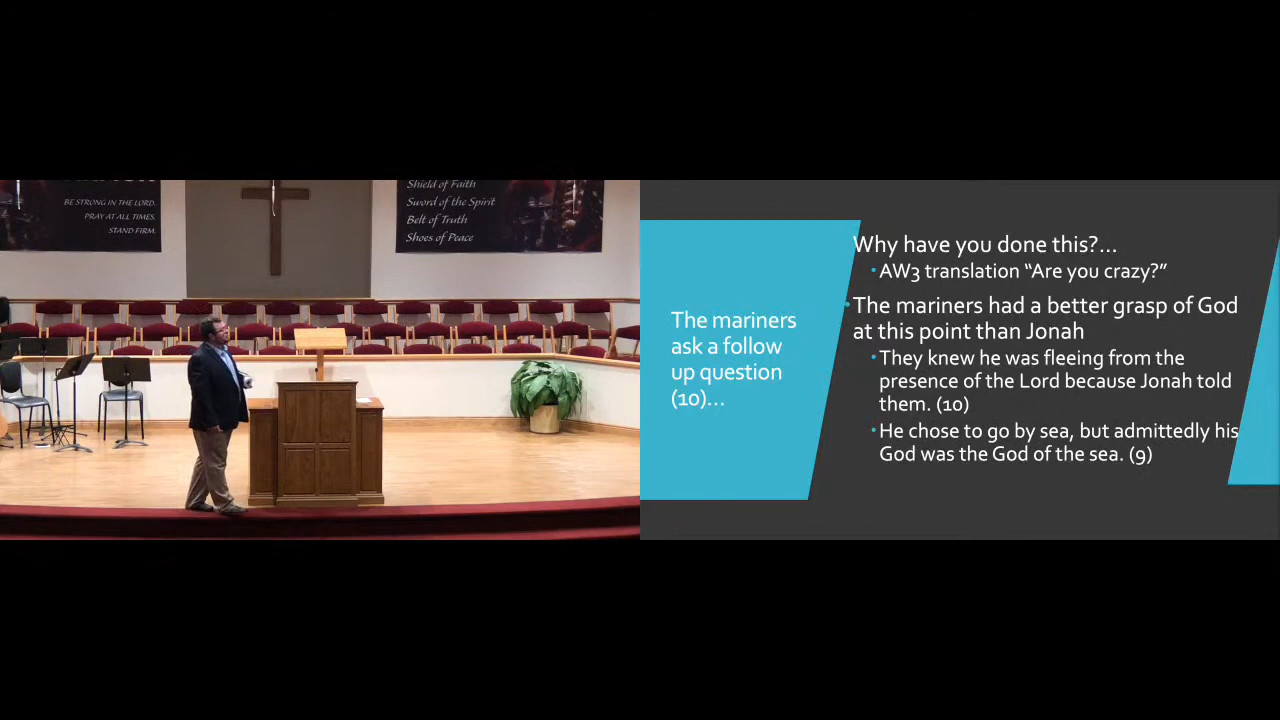 BE STRONG IN THE LORD.
PRAY AT ALL TIMES.
STAND FIRM.
Shield of Faith
Sword of the Spirit
Belt of Truth
Shoes of Peace
The mariners
ask a follow
up question
(10)...
Why have you done this?...
•AW3 translation “Are you crazy?”
•The mariners had a better grasp of God
at this point than Jonah
•They knew he was fleeing from the
presence of the Lord because Jonah told
them. (10)
•He chose to go by sea, but admittedly his
God was the God of the sea. (9)